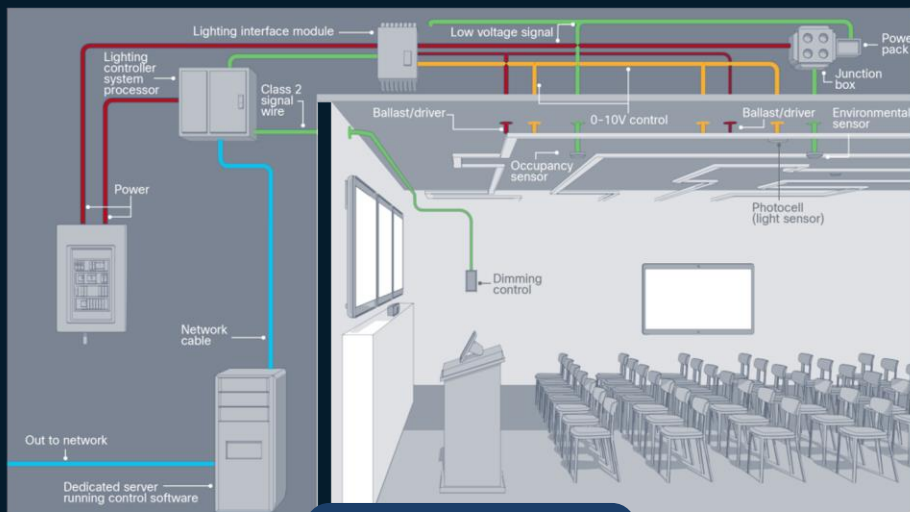 Lighting interface module
Low voltage signal
Power
pack
Lighting
controller
system
processor
Class 2
signal
wire
Junction
box
Ballast/driver
0–10V control
Ballast/driver
Environmental
sensor
Occupancy
sensor
Power
Photocell
(light sensor)
Dimming
control
Network
cable
Out to network
Dedicated server
running control software